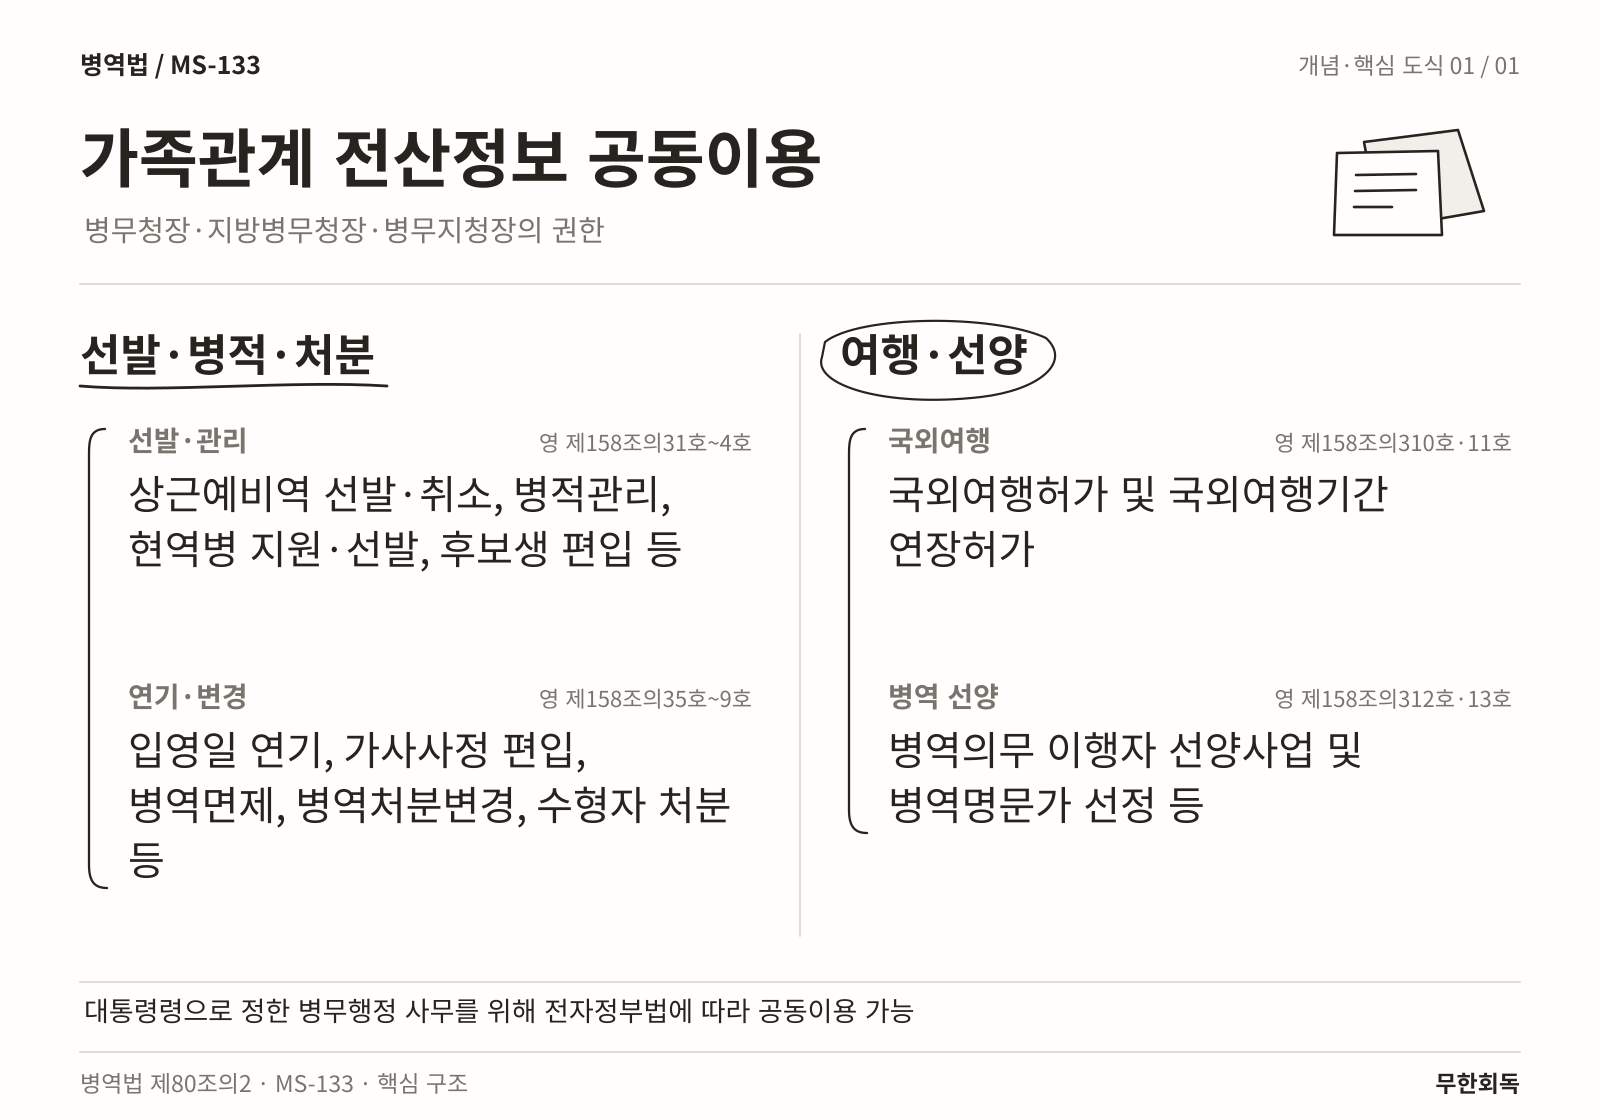 병역법 / MS-133
개념·핵심 도식 01 / 01
가족관계 전산정보 공동이용
병무청장·지방병무청장·병무지청장의 권한
선발·병적·처분
선발·관리
영 제158조의31호~4호
상근예비역 선발·취소, 병적관리,
현역병 지원·선발, 후보생 편입 등
연기·변경
영 제158조의35호~9호
입영일 연기, 가사사정 편입,
병역면제, 병역처분변경, 수형자 처분
등
여행·선양
국외여행
영 제158조의310호·11호
국외여행허가 및 국외여행기간
연장허가
병역 선양
영 제158조의312호·13호
병역의무 이행자 선양사업 및
병역명문가 선정 등
대통령령으로 정한 병무행정 사무를 위해 전자정부법에 따라 공동이용 가능
병역법 제80조의2 · MS-133 · 핵심 구조
무한회독